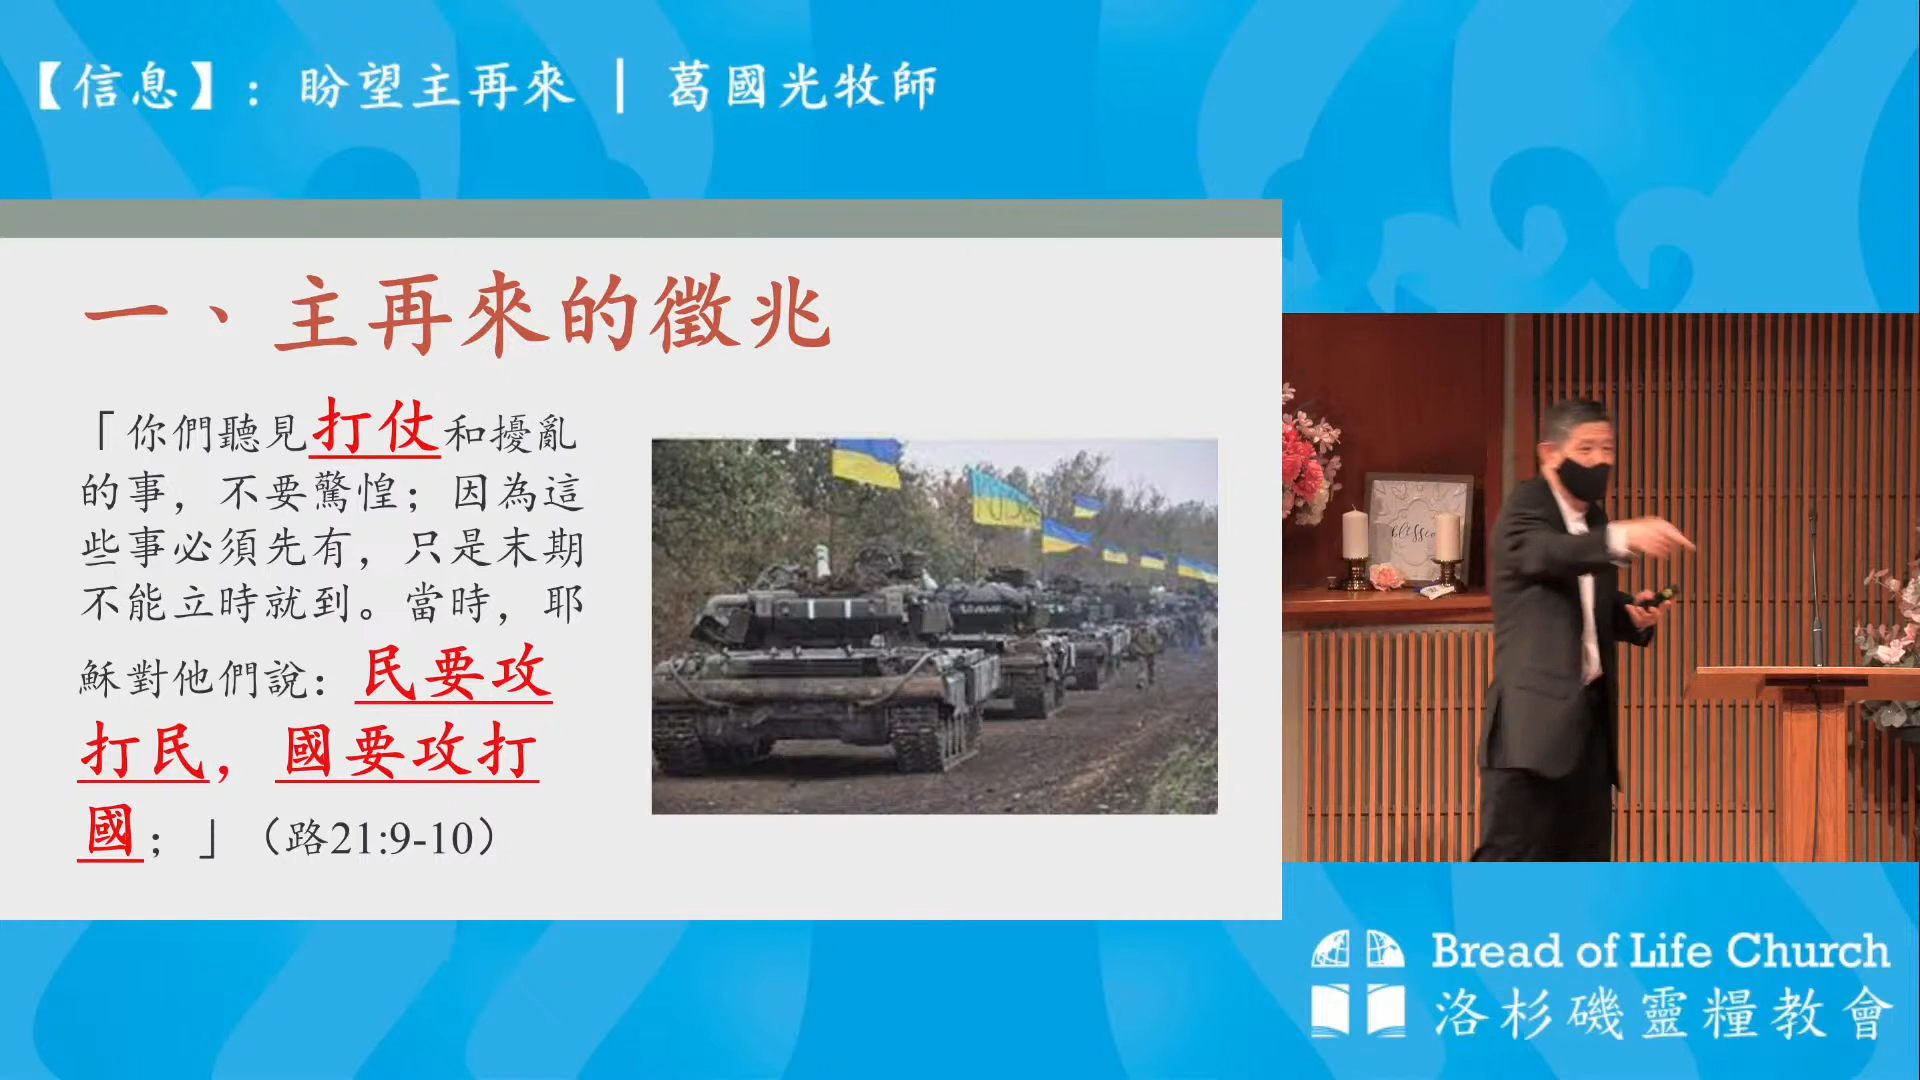 【信息】：盼望主再來 | 葛國光牧師
一、主再來的徵兆
「你們聽見打仗和擾亂
的事，不要驚惶；因為這
些事必須先有，只是末期
不能立時就到。當時，耶
穌對他們說：民要攻
打民，國要攻打
國；」（路21:9-10）
blessed
Bread of Life Church
洛杉磯靈糧教會